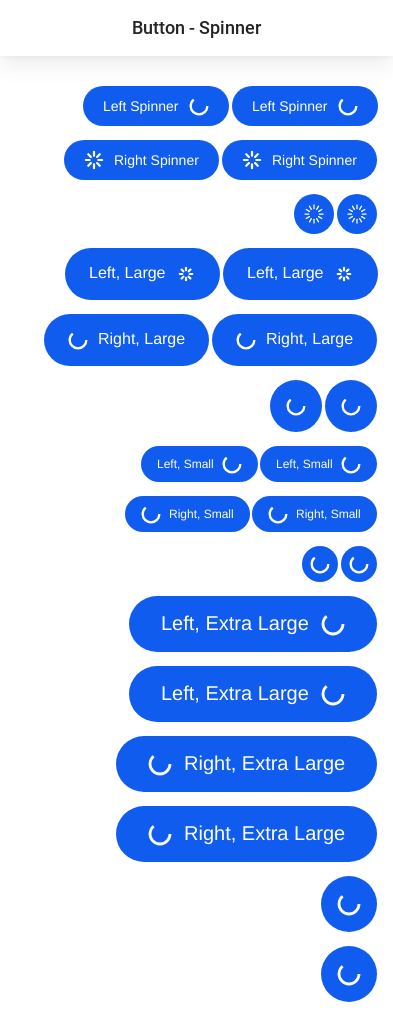 Button - Spinner
Left Spinner Left Spinner
Right Spinner Right Spinner
Left, Large Left, Large
Right, Large Right, Large
Left, Small Left, Small
Right, Small Right, Small
Left, Extra Large
Left, Extra Large
Right, Extra Large
Right, Extra Large